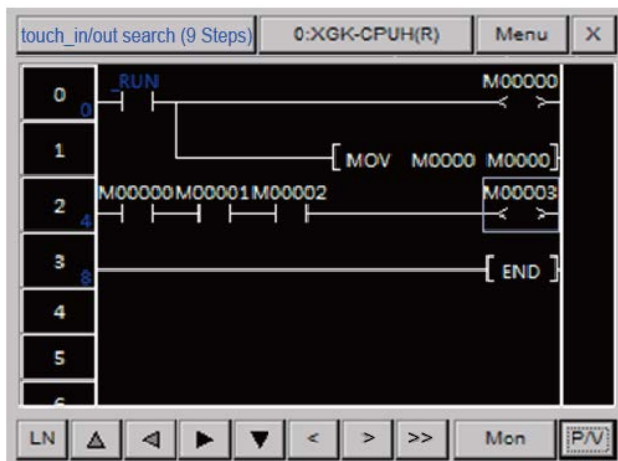 touch_in/out search (9 Steps) 0:XGK-CPUH(R) Menu X
0 0 _RUN M00000
1 MOV M0000 M0000
2 4 M00000 M00001 M00002 M00003
3 8 END
4
5
LN < > >> Mon P/V